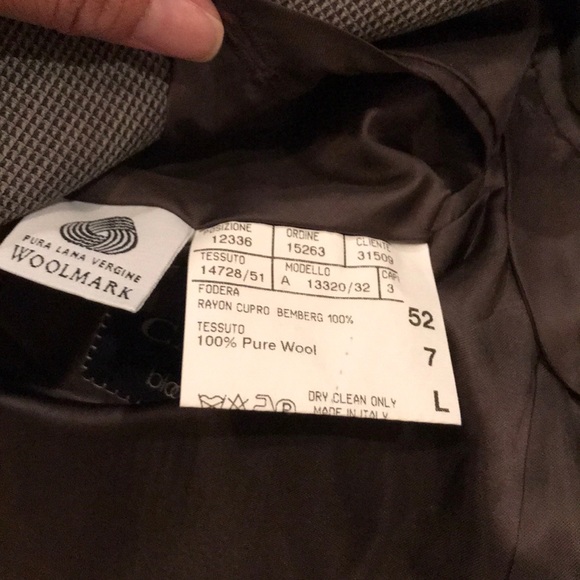 PURA LANA VERGINE
WOOLMARK
POSIZIONE ORDINE CLIENTE
12336 15263 31509
TESSUTO MODELLO
14728/51 A 13320/32 3
FODERA
RAYON CUPRO BEMBERG 100% 52
TESSUTO
100% Pure Wool 7
DRY CLEAN ONLY L
MADE IN ITALY